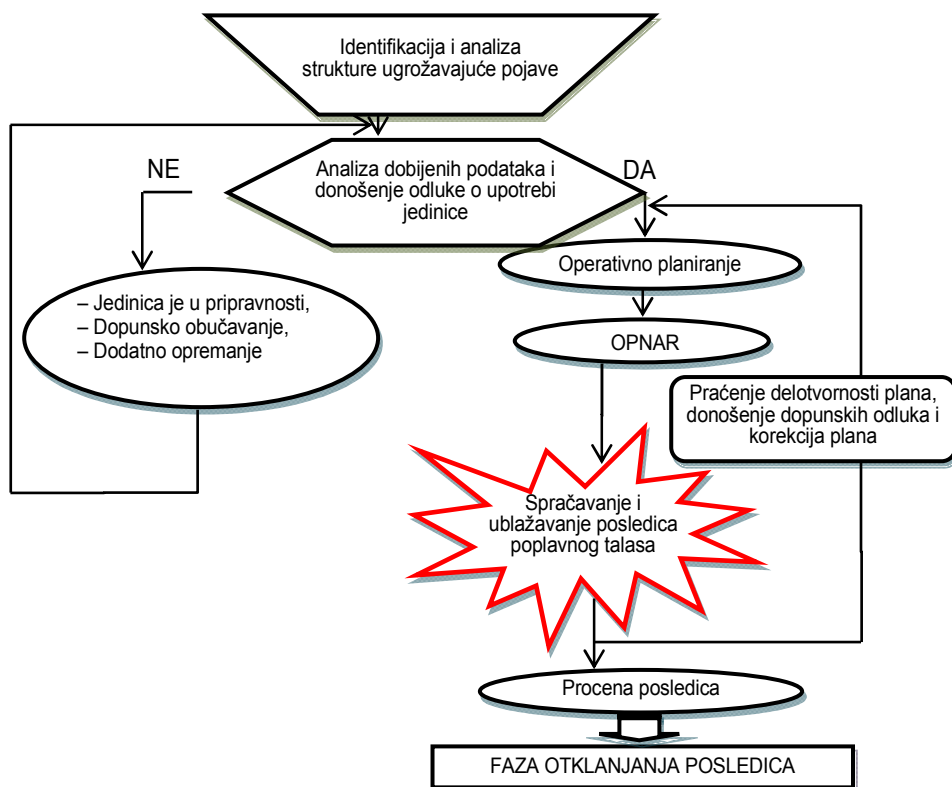 Identifikacija i analiza
strukture ugrožavajuće pojave
NE
Analiza dobijenih podataka i
donošenje odluke o upotrebi
jedinice
DA
Operativno planiranje
– Jedinica je u pripravnosti,
– Dopunsko obučavanje,
– Dodatno opremanje
OPNAR
Praćenje delotvornosti plana,
donošenje dopunskih odluka i
korekcija plana
Spračavanje i
ublažavanje posledica
poplavnog talasa
Procena posledica
FAZA OTKLANJANJA POSLEDICA